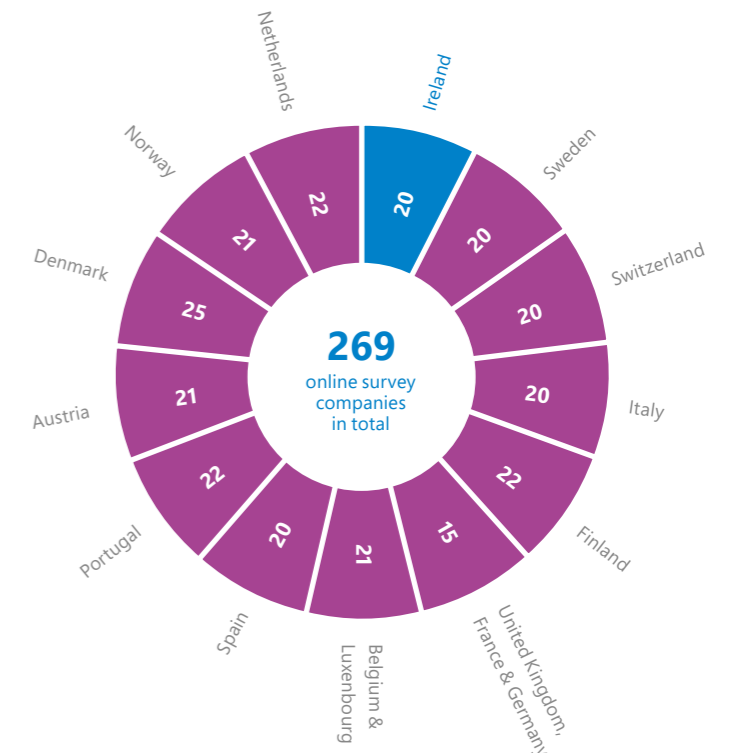 Ireland
20
Sweden
20
Switzerland
20
Italy
20
Finland
22
United Kingdom,
France & Germany
15
Belgium &
Luxenbourg
21
Spain
20
Portugal
22
Austria
21
Denmark
25
Norway
21
Netherlands
22
269
online survey
companies
in total